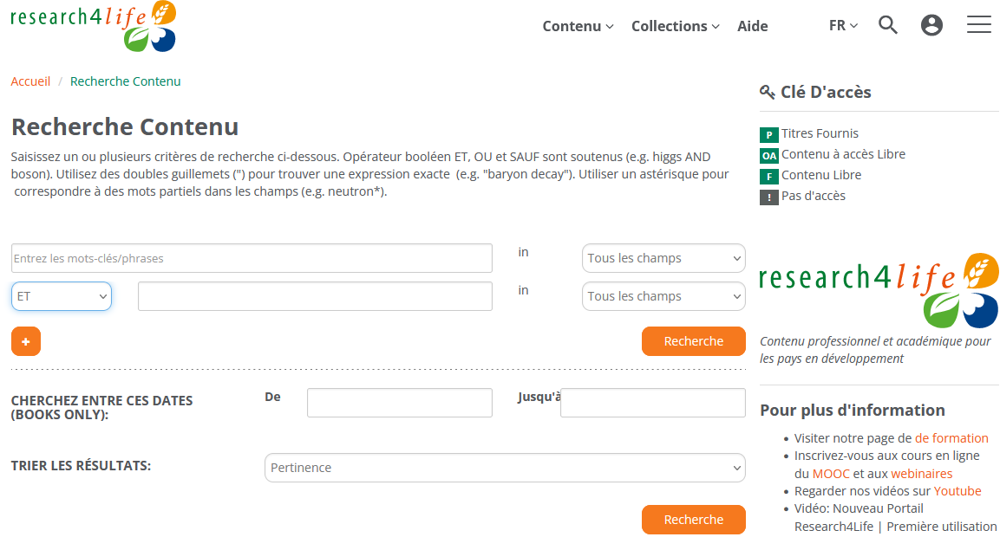 research4life
Contenu Collections Aide FR
Accueil / Recherche Contenu
Recherche Contenu
Saisissez un ou plusieurs critères de recherche ci-dessous. Opérateur booléen ET, OU et SAUF sont soutenus (e.g. higgs AND
boson). Utilisez des doubles guillemets (") pour trouver une expression exacte (e.g. "baryon decay"). Utiliser un astérisque pour
correspondre à des mots partiels dans les champs (e.g. neutron*).
Entrez les mots-clés/phrases in Tous les champs
ET in Tous les champs
+ Recherche
CHERCHEZ ENTRE CES DATES
(BOOKS ONLY): De Jusqu'à
TRIER LES RÉSULTATS: Pertinence
Recherche
Clé D'accès
P Titres Fournis
OA Contenu à accès Libre
F Contenu Libre
! Pas d'accès
research4life
Contenu professionnel et académique pour
les pays en développement
Pour plus d'information
• Visiter notre page de de formation
• Inscrivez-vous aux cours en ligne
du MOOC et aux webinaires
• Regarder nos vidéos sur Youtube
• Vidéo: Nouveau Portail
Research4Life | Première utilisation